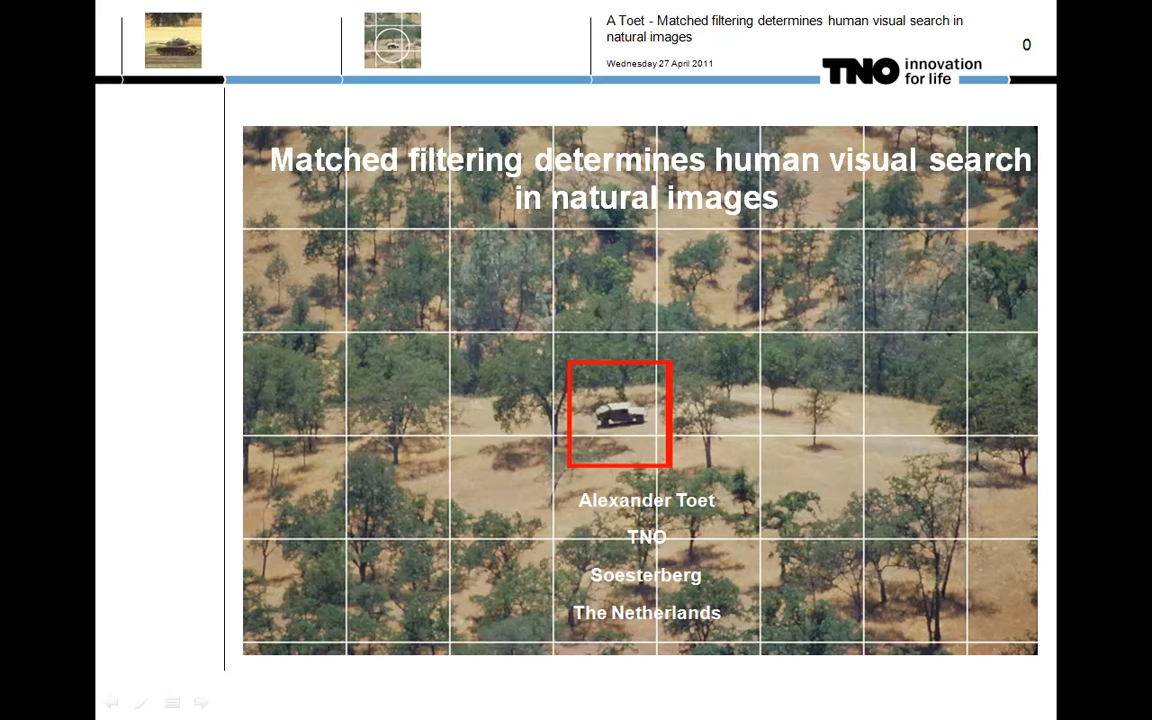 A Toet - Matched filtering determines human visual search in
natural images
0
Wednesday 27 April 2011
TNO innovation
for life
Matched filtering determines human visual search
in natural images
Alexander Toet
TNO
Soesterberg
The Netherlands